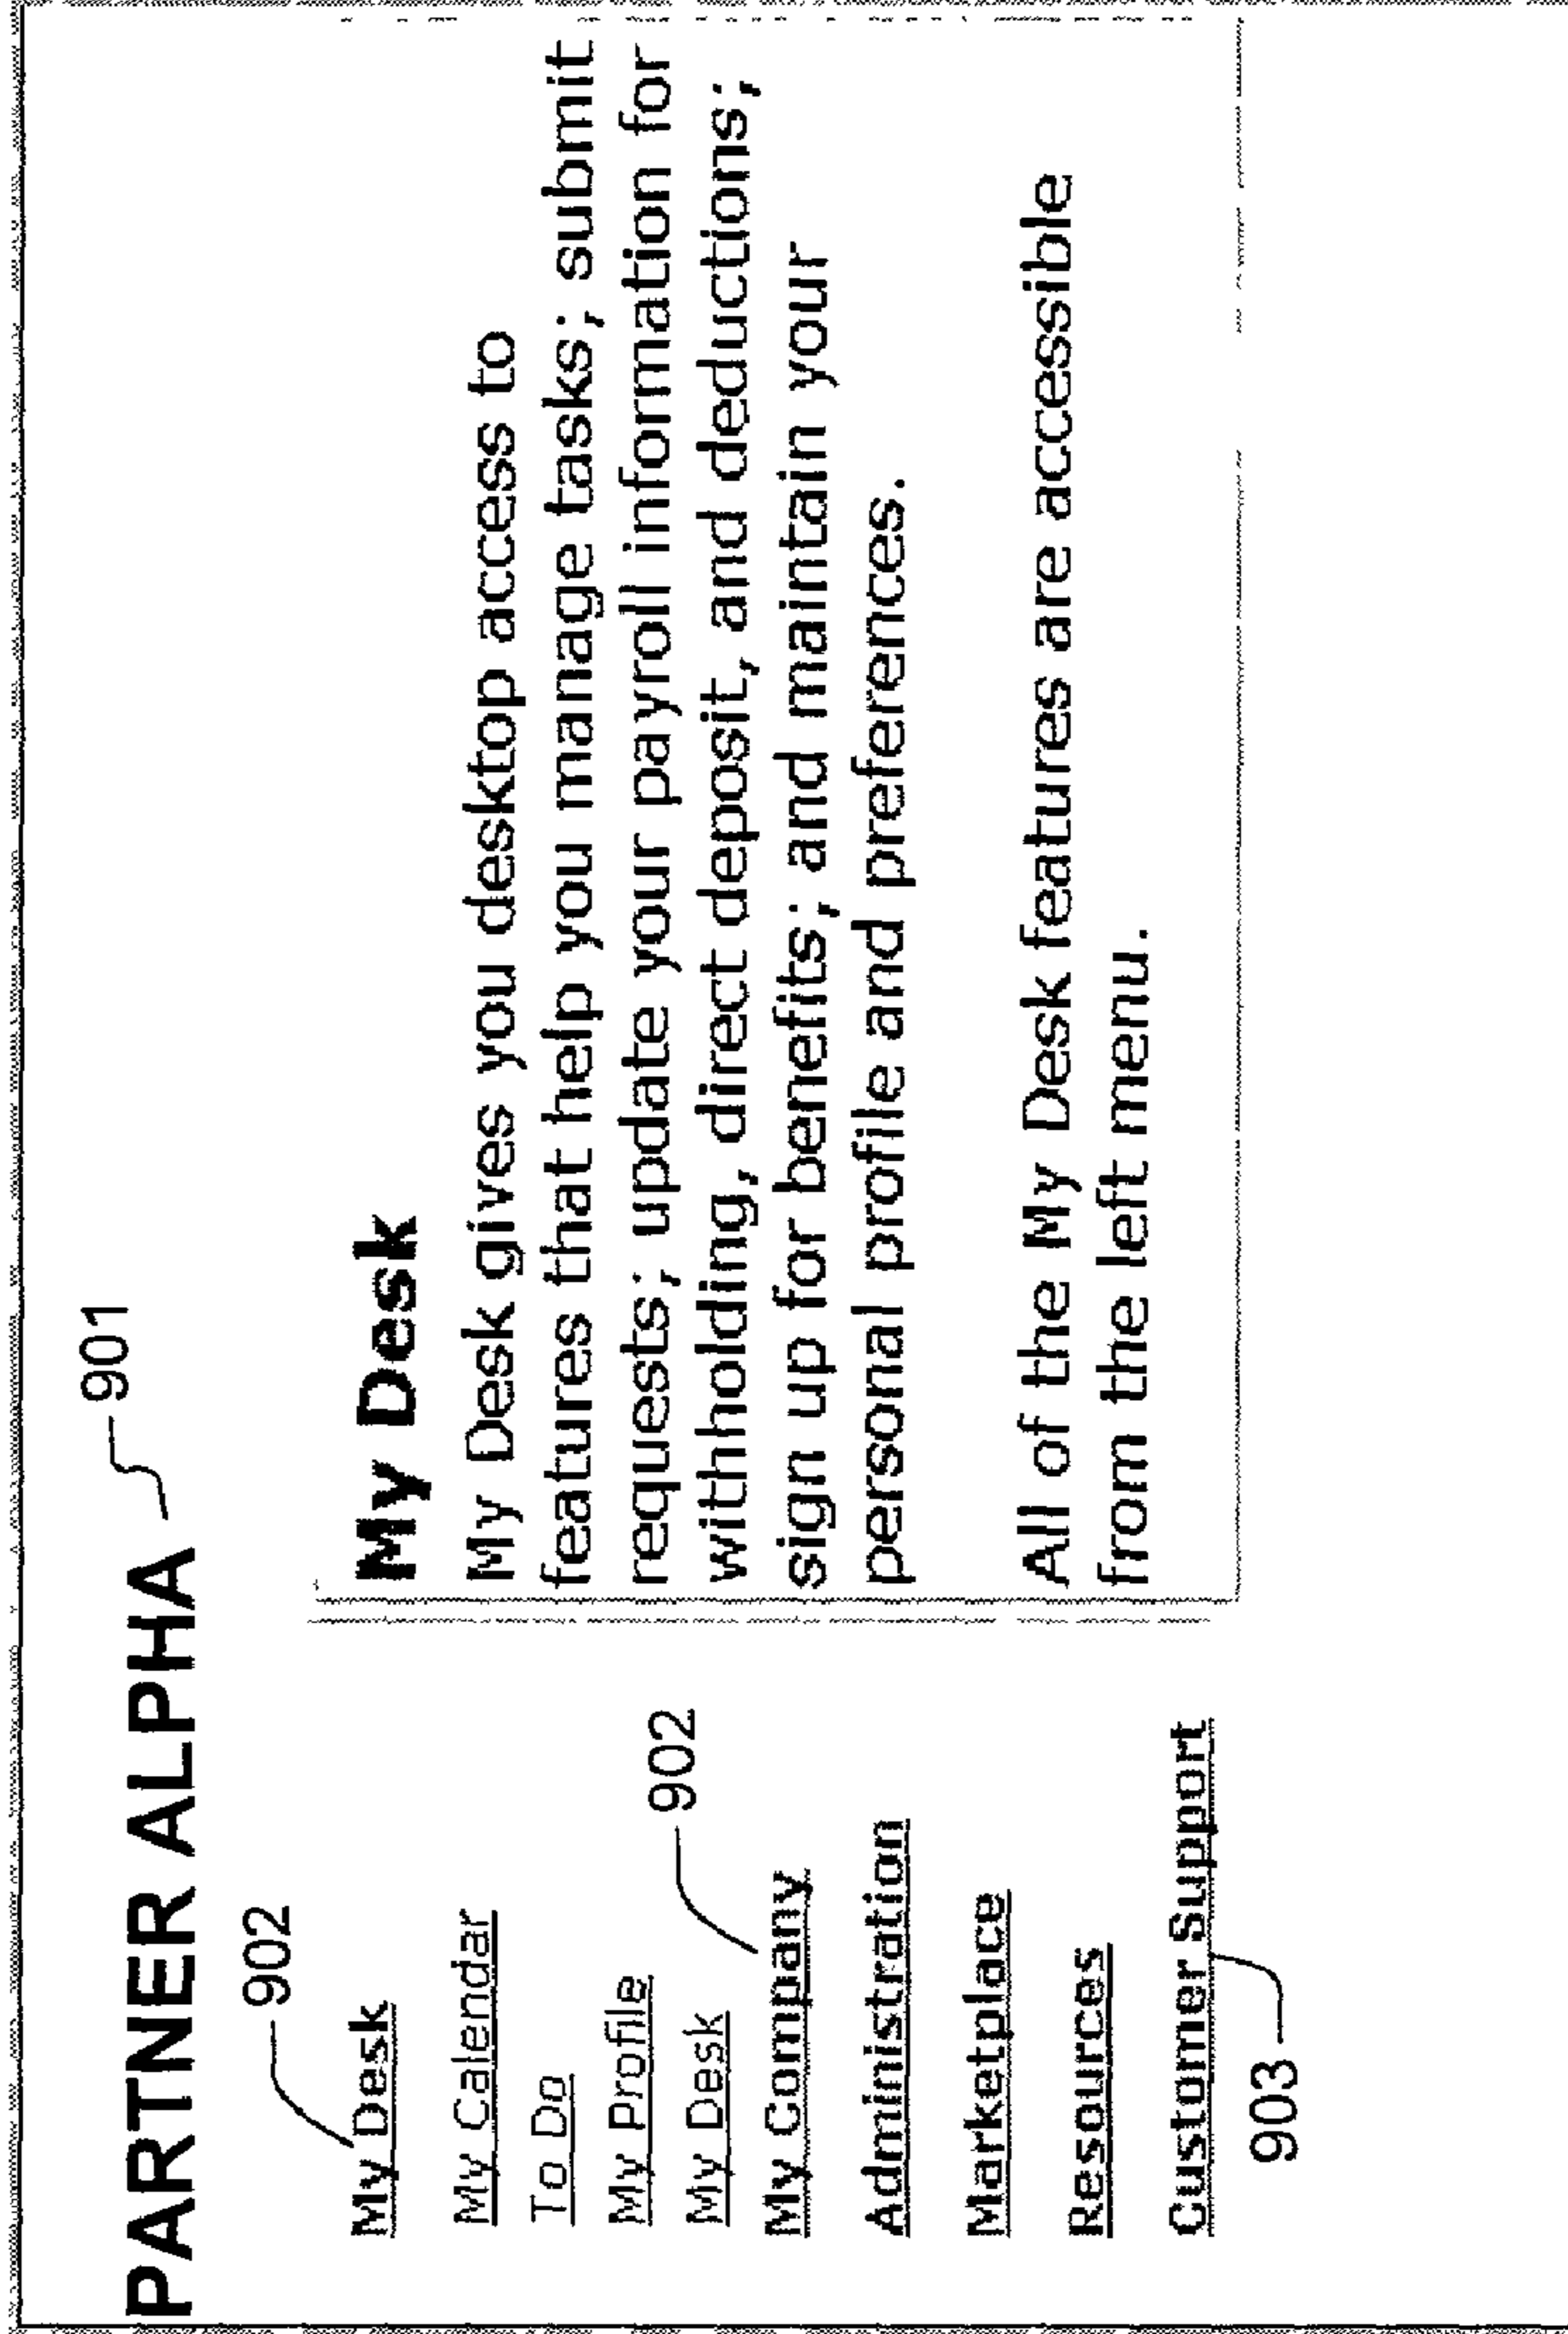 PARTNER ALPHA
901
902
My Desk
My Calendar
To Do
My Profile
My Desk
902
My Company
Administration
Marketplace
Resources
Customer Support
903
My Desk
My Desk gives you desktop access to
features that help you manage tasks; submit
requests; update your payroll information for
withholding, direct deposit, and deductions;
sign up for benefits; and maintain your
personal profile and preferences.
All of the My Desk features are accessible
from the left menu.